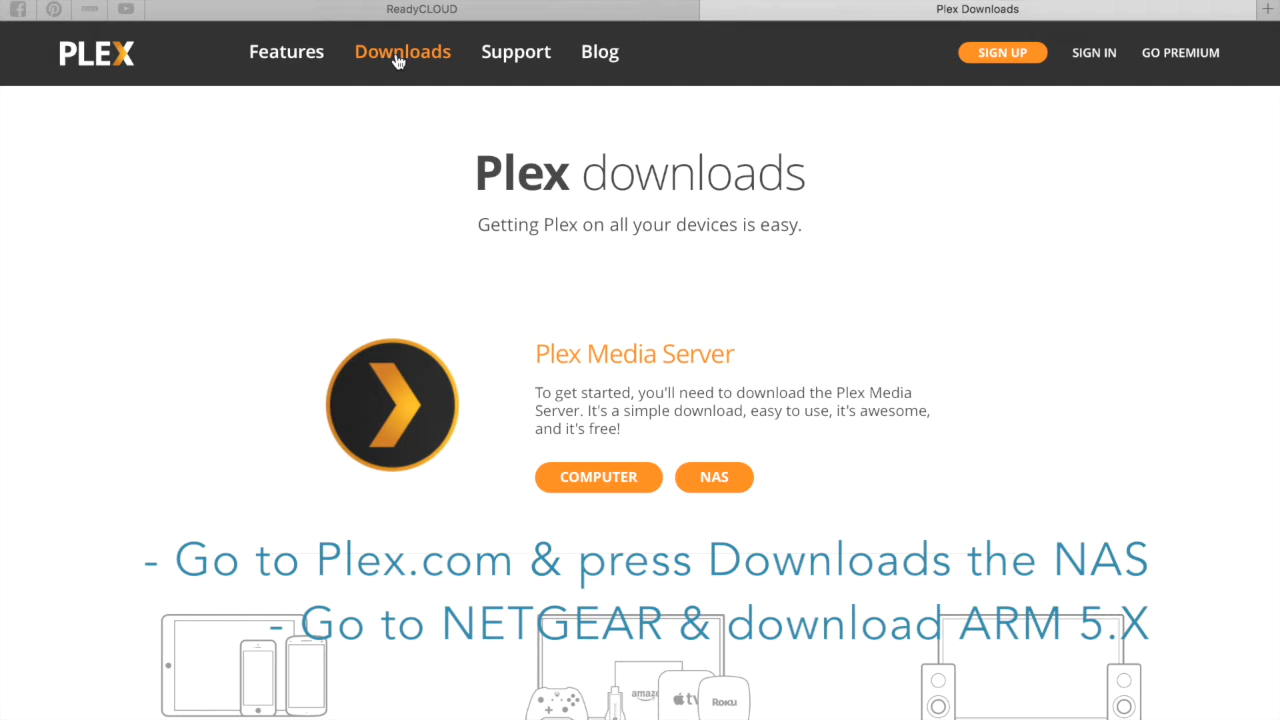 ReadyCLOUD
Plex Downloads
PLEX Features Downloads Support Blog SIGN UP SIGN IN GO PREMIUM
Plex downloads
Getting Plex on all your devices is easy.
Plex Media Server
To get started, you'll need to download the Plex Media
Server. It's a simple download, easy to use, it's awesome,
and it's free!
COMPUTER NAS
- Go to Plex.com & press Downloads the NAS
- Go to NETGEAR & download ARM 5.X
amazo
tv
Roku